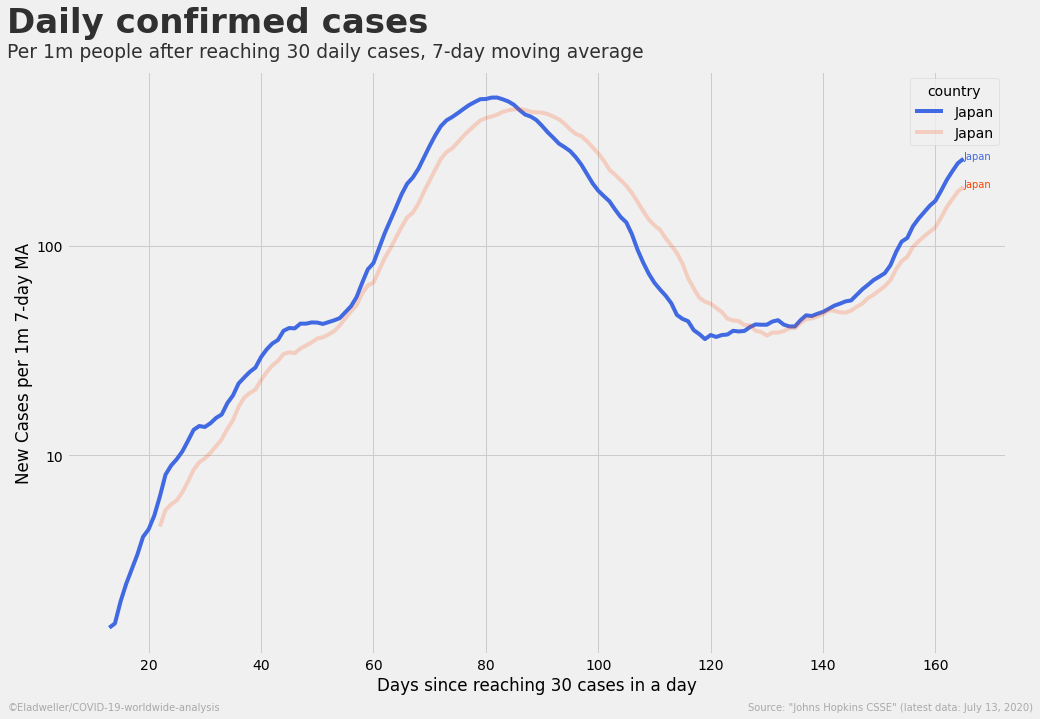 Daily confirmed cases
Per 1m people after reaching 30 daily cases, 7-day moving average
country
Japan
Japan
Japan
Japan
New Cases per 1m 7-day MA
100
10
20 40 60 80 100 120 140 160
Days since reaching 30 cases in a day
©Eladweller/COVID-19-worldwide-analysis
Source: "Johns Hopkins CSSE" (latest data: July 13, 2020)